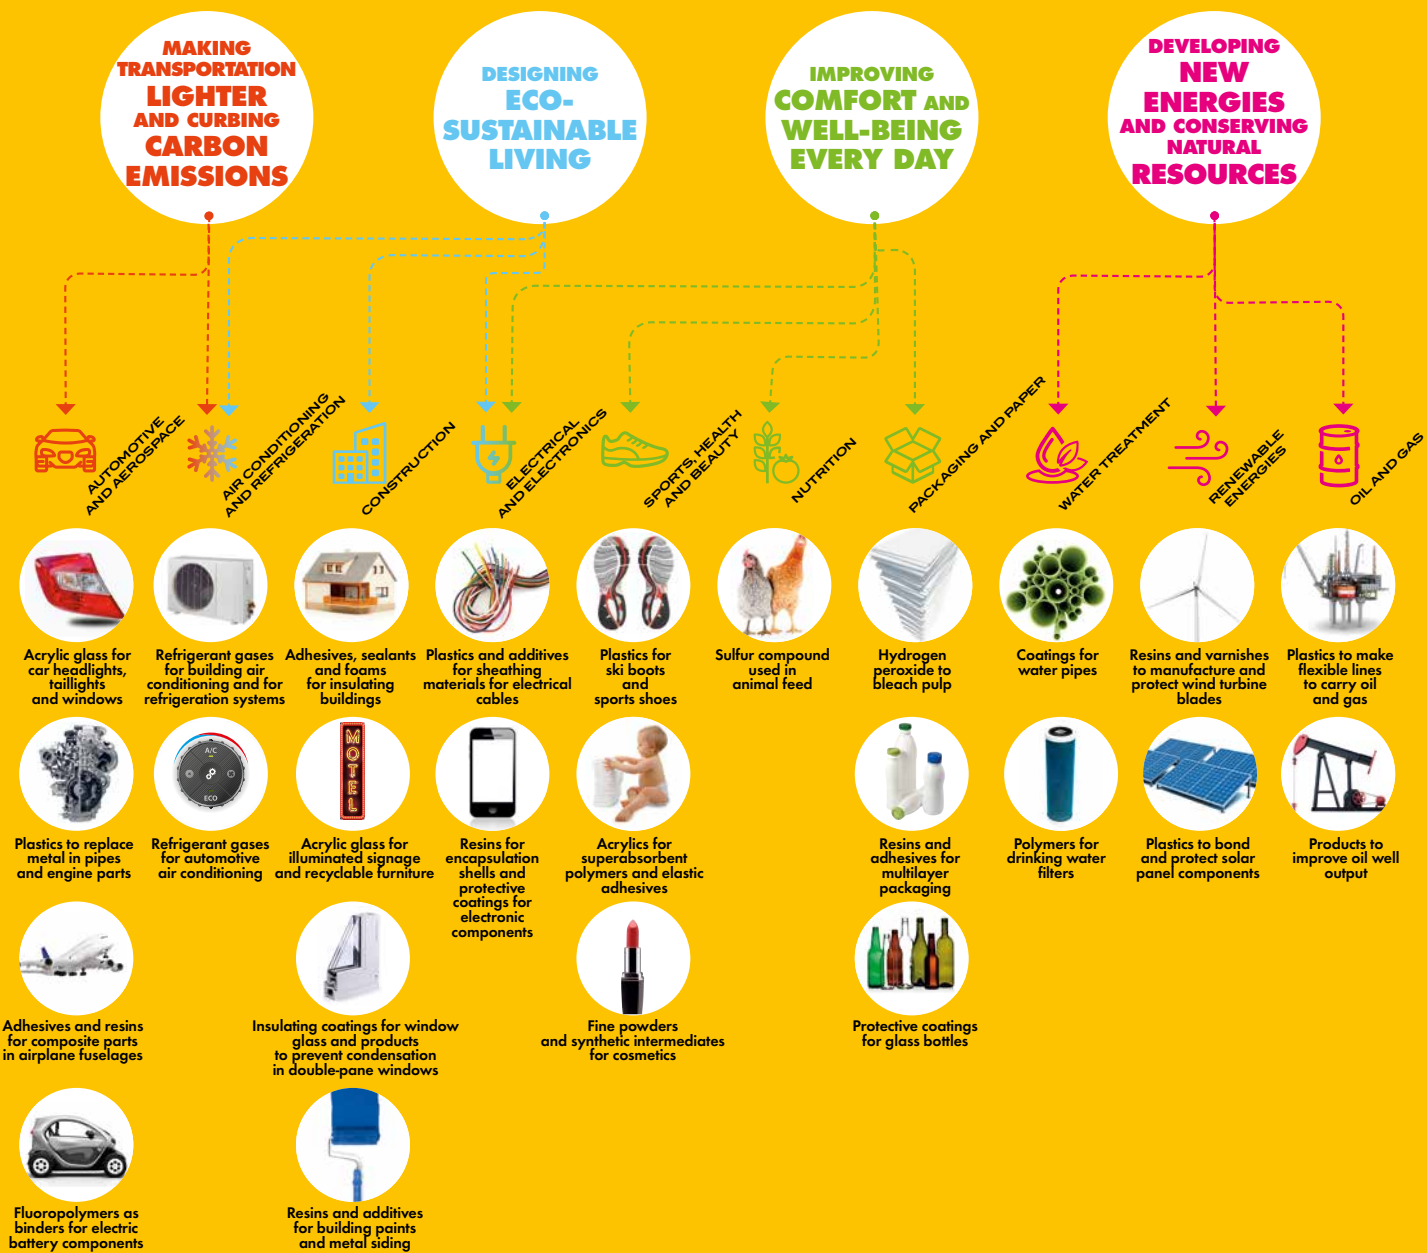 MAKING
TRANSPORTATION
LIGHTER
AND CURBING
CARBON
EMISSIONS
DESIGNING
ECO-
SUSTAINABLE
LIVING
IMPROVING
COMFORT AND
WELL-BEING
EVERY DAY
DEVELOPING
NEW
ENERGIES
AND CONSERVING
NATURAL
RESOURCES
AUTOMOTIVE
AND AEROSPACE
AIR CONDITIONING
AND REFRIGERATION
CONSTRUCTION
ELECTRICAL
AND ELECTRONICS
SPORTS, HEALTH
AND BEAUTY
NUTRITION
PACKAGING AND PAPER
WATER TREATMENT
RENEWABLE
ENERGIES
OIL AND GAS
Acrylic glass for
car headlights,
taillights
and windows
Refrigerant gases
for building air
conditioning and for
refrigeration systems
Adhesives, sealants
and foams
for insulating
buildings
Plastics and additives
for sheathing
materials for electrical
cables
Plastics for
ski boots
and
sports shoes
Sulfur compound
used in
animal feed
Hydrogen
peroxide to
bleach pulp
Coatings for
water pipes
Resins and varnishes
to manufacture and
protect wind turbine
blades
Plastics to make
flexible lines
to carry oil
and gas
A/C
ECO
MOTEL
Plastics to replace
metal in pipes
and engine parts
Refrigerant gases
for automotive
air conditioning
Acrylic glass for
illuminated signage
and recyclable furniture
Resins for
encapsulation
shells and
protective
coatings for
electronic
components
Acrylics for
superabsorbent
polymers and elastic
adhesives
Resins and
adhesives for
multilayer
packaging
Polymers for
drinking water
filters
Plastics to bond
and protect solar
panel components
Products to
improve oil well
output
Adhesives and resins
for composite parts
in airplane fuselages
Insulating coatings for window
glass and products
to prevent condensation
in double-pane windows
Fine powders
and synthetic intermediates
for cosmetics
Protective coatings
for glass bottles
Fluoropolymers as
binders for electric
battery components
Resins and additives
for building paints
and metal siding